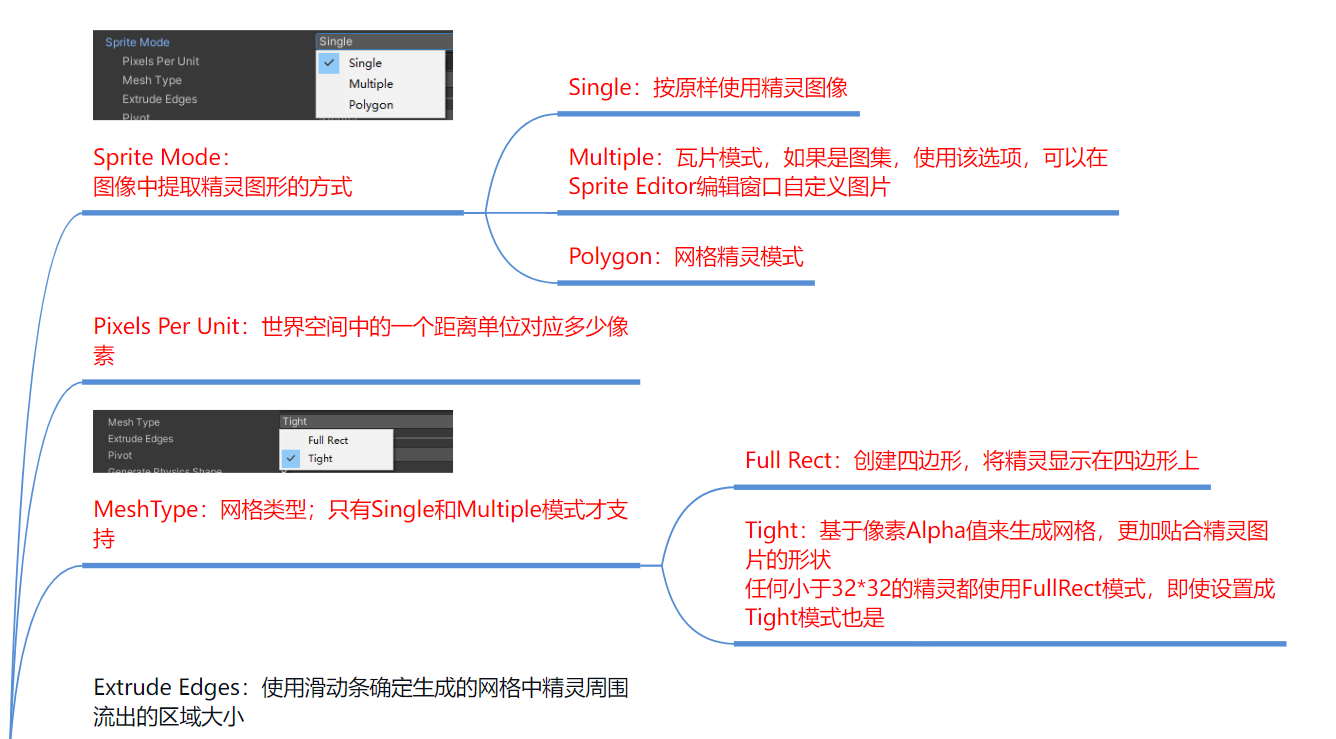 Sprite Mode
Single
Pixels Per Unit
Single
Mesh Type
Multiple
Extrude Edges
Polygon
Pivot
Sprite Mode：
图像中提取精灵图形的方式
Single：按原样使用精灵图像
Multiple：瓦片模式，如果是图集，使用该选项，可以在
Sprite Editor编辑窗口自定义图片
Polygon：网格精灵模式
Pixels Per Unit：世界空间中的一个距离单位对应多少像
素
Mesh Type
Tight
Extrude Edges
Full Rect
Pivot
Tight
Generate Physics Shape
MeshType：网格类型；只有Single和Multiple模式才支
持
Full Rect：创建四边形，将精灵显示在四边形上
Tight：基于像素Alpha值来生成网格，更加贴合精灵图
片的形状
任何小于32*32的精灵都使用FullRect模式，即使设置成
Tight模式也是
Extrude Edges：使用滑动条确定生成的网格中精灵周围
流出的区域大小